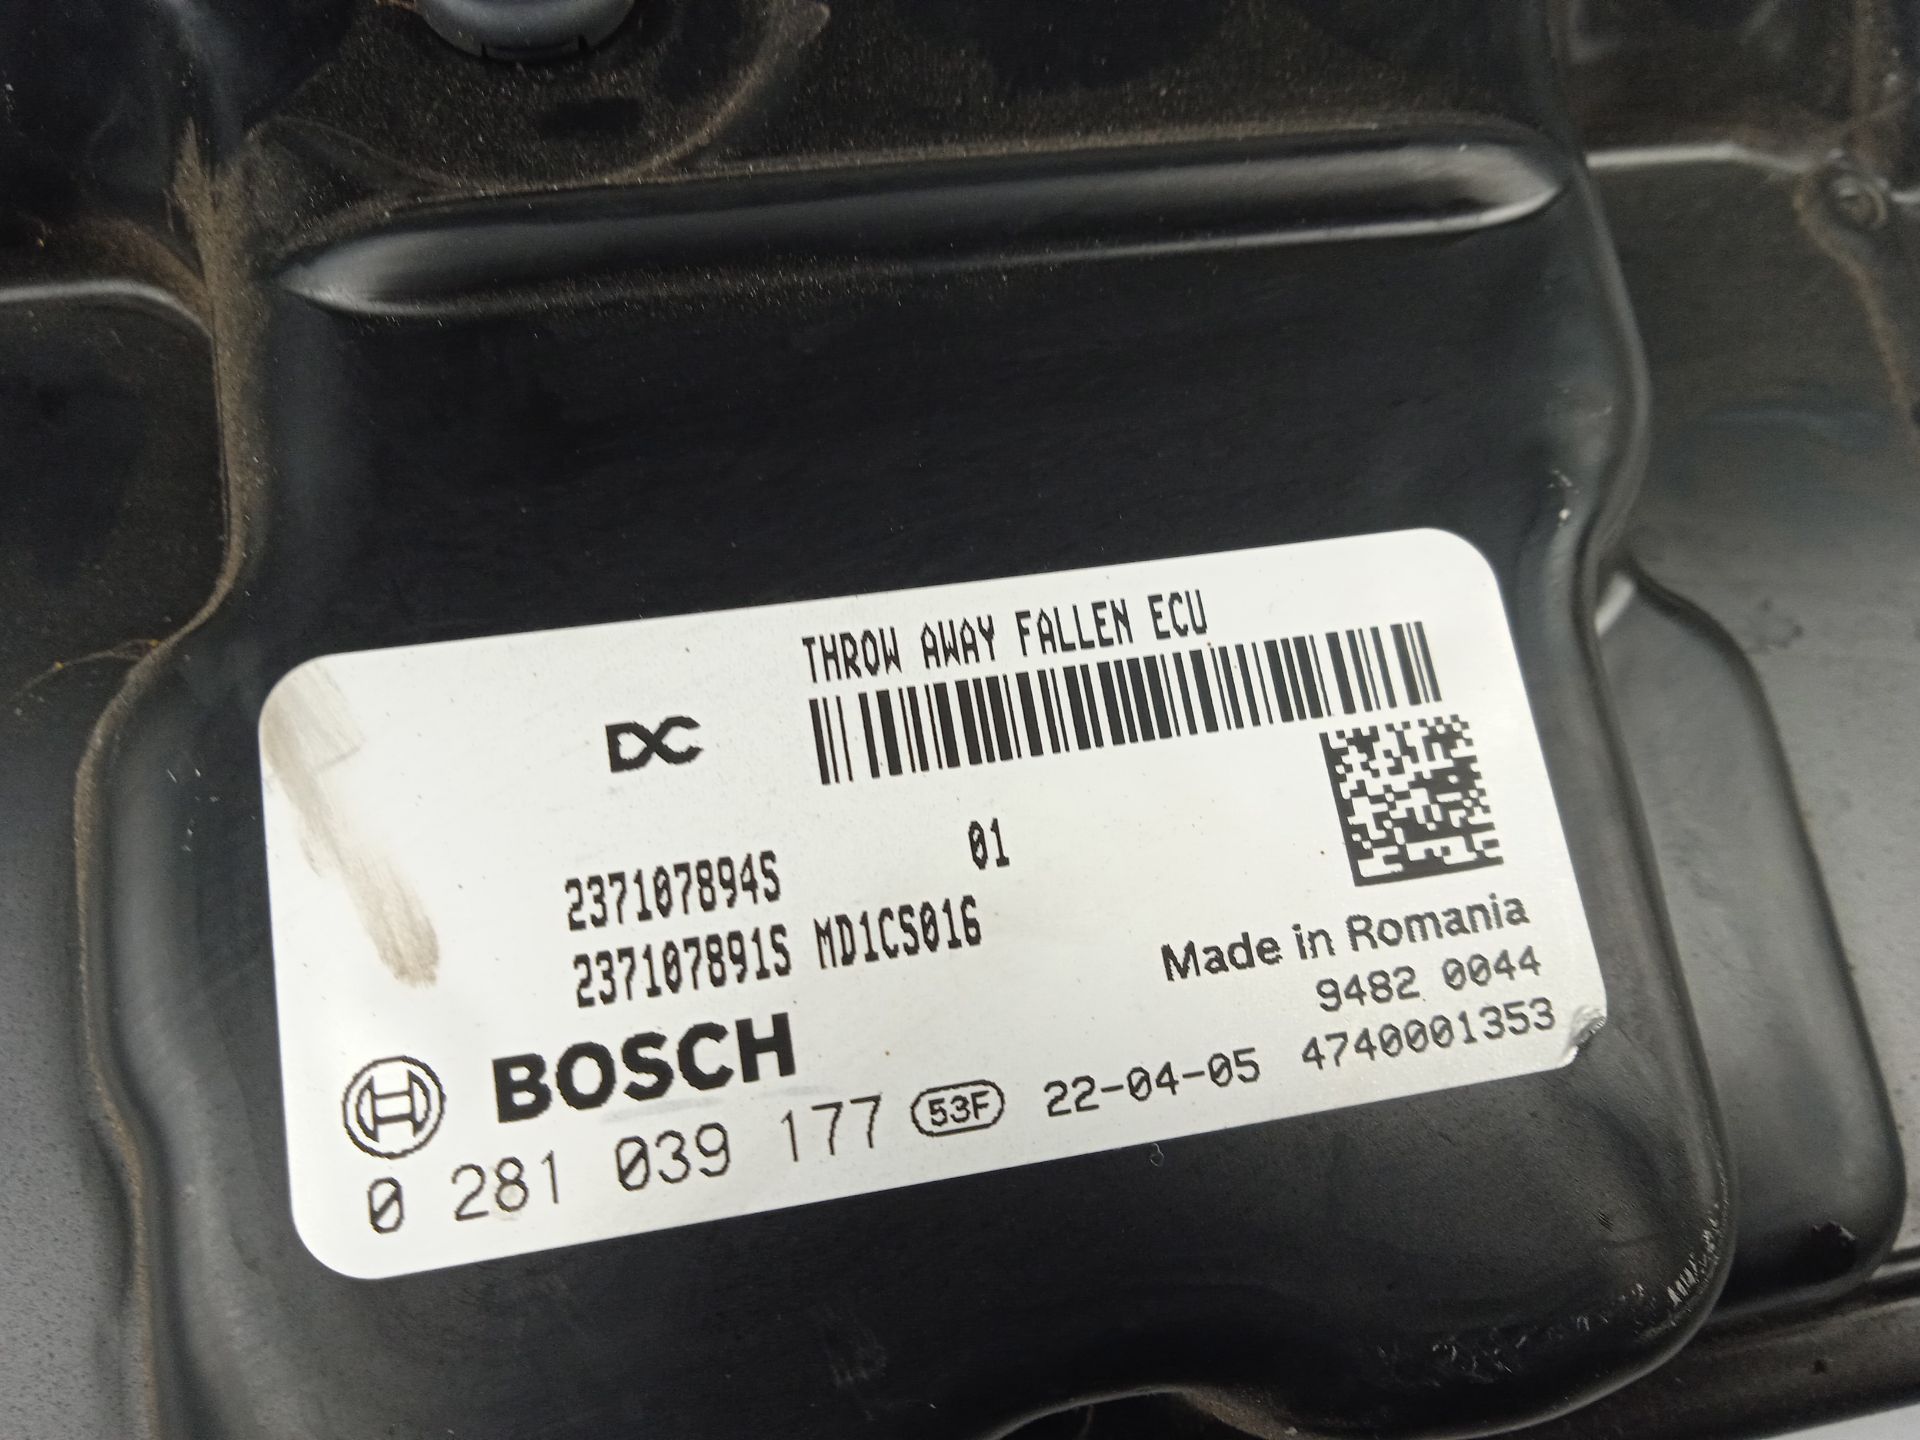 THROW AWAY FALLEN ECU
DC
01
237107894S
237107891S MD1CS016
Made in Romania
9482 0044
BOSCH
0 281 039 177 53F 22-04-05 4740001353